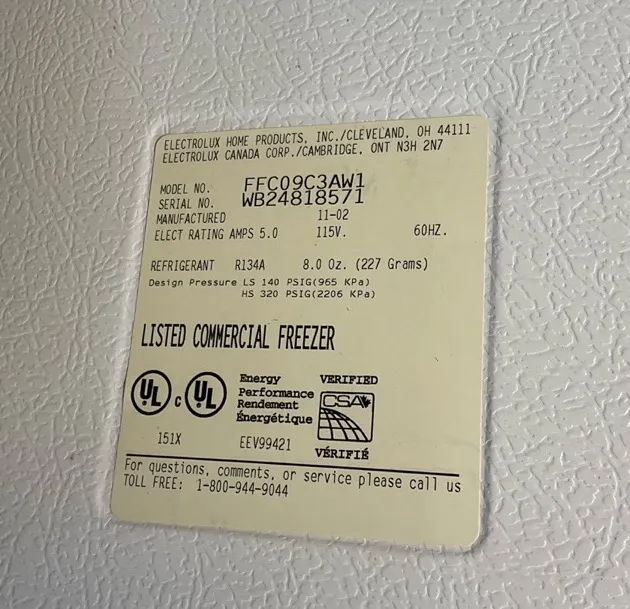 ELECTROLUX HOME PRODUCTS, INC./CLEVELAND, OH 44111
ELECTROLUX CANADA CORP./CAMBRIDGE, ONT N3H 2N7
MODEL NO. FFC09C3AW1
SERIAL NO. WB24818571
MANUFACTURED 11-02
ELECT RATING AMPS 5.0 115V. 60HZ.
REFRIGERANT R134A 8.0 Oz. (227 Grams)
Design Pressure LS 140 PSIG(965 KPa)
HS 320 PSIG(2206 KPa)
LISTED COMMERCIAL FREEZER
UL C UL
Energy VERIFIED
Performance
Rendement CSA
Énergétique
151X EEV99421
VÉRIFIÉ
For questions, comments, or service please call us
TOLL FREE: 1-800-944-9044